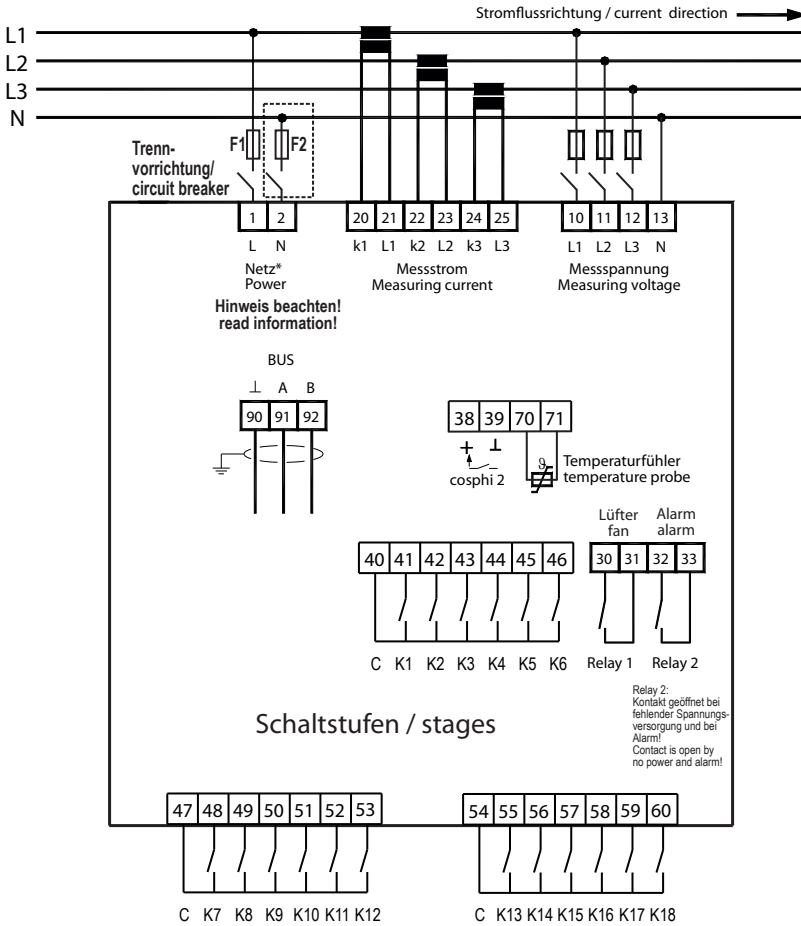 Stromflussrichtung / current direction
L1
L2
L3
N
F1
F2
Trenn-
vorrichtung/
circuit breaker
1 2
L N
Netz*
Power
Hinweis beachten!
read information!
20 21 22 23 24 25
k1 L1 k2 L2 k3 L3
Messstrom
Measuring current
10 11 12 13
L1 L2 L3 N
Messspannung
Measuring voltage
BUS
⊥ A B
90 91 92
38 39 70 71
+ ⊥
cosphi 2
ϑ
Temperaturfühler
temperature probe
Lüfter
fan
Alarm
alarm
40 41 42 43 44 45 46
C K1 K2 K3 K4 K5 K6
30 31 32 33
Relay 1 Relay 2
Relay 2:
Kontakt geöffnet bei
fehlender Spannungs-
versorgung und bei
Alarm!
Contact is open by
no power and alarm!
Schaltstufen / stages
47 48 49 50 51 52 53
C K7 K8 K9 K10 K11 K12
54 55 56 57 58 59 60
C K13 K14 K15 K16 K17 K18